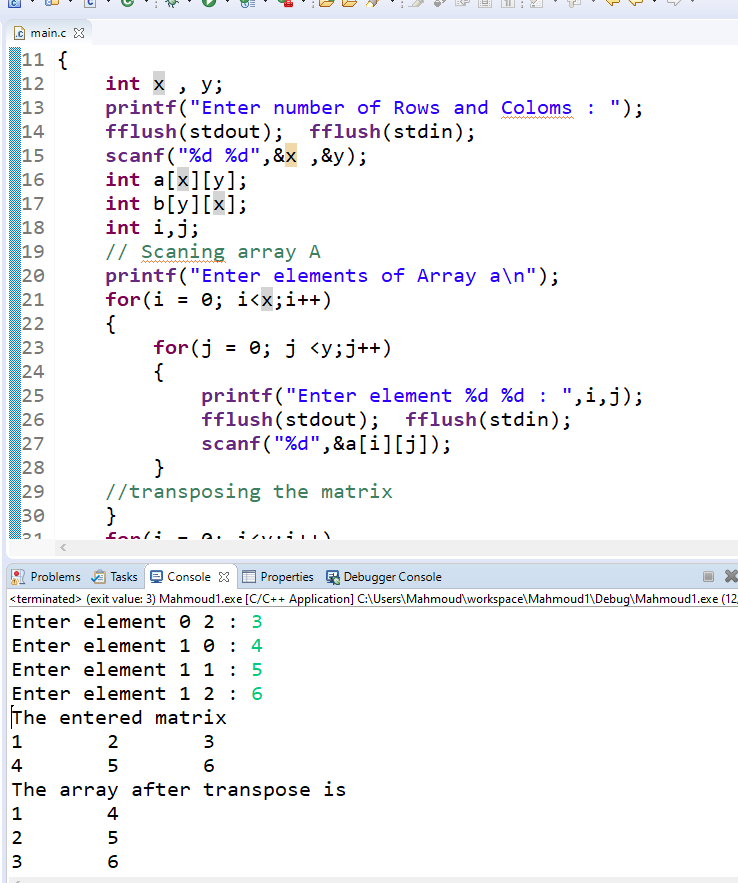 main.c
11 {
12 int x , y;
13 printf("Enter number of Rows and Coloms : ");
14 fflush(stdout); fflush(stdin);
15 scanf("%d %d",&x ,&y);
16 int a[x][y];
17 int b[y][x];
18 int i,j;
19 // Scaning array A
20 printf("Enter elements of Array a\n");
21 for(i = 0; i<x;i++)
22 {
23 for(j = 0; j <y;j++)
24 {
25 printf("Enter element %d %d : ",i,j);
26 fflush(stdout); fflush(stdin);
27 scanf("%d",&a[i][j]);
28 }
29 //transposing the matrix
30 }
31 for(i = 0; i<y;i++)
Problems Tasks Console Properties Debugger Console
<terminated> (exit value: 3) Mahmoud1.exe [C/C++ Application] C:\Users\Mahmoud\workspace\Mahmoud1\Debug\Mahmoud1.exe (12,
Enter element 0 2 : 3
Enter element 1 0 : 4
Enter element 1 1 : 5
Enter element 1 2 : 6
The entered matrix
1 2 3
4 5 6
The array after transpose is
1 4
2 5
3 6